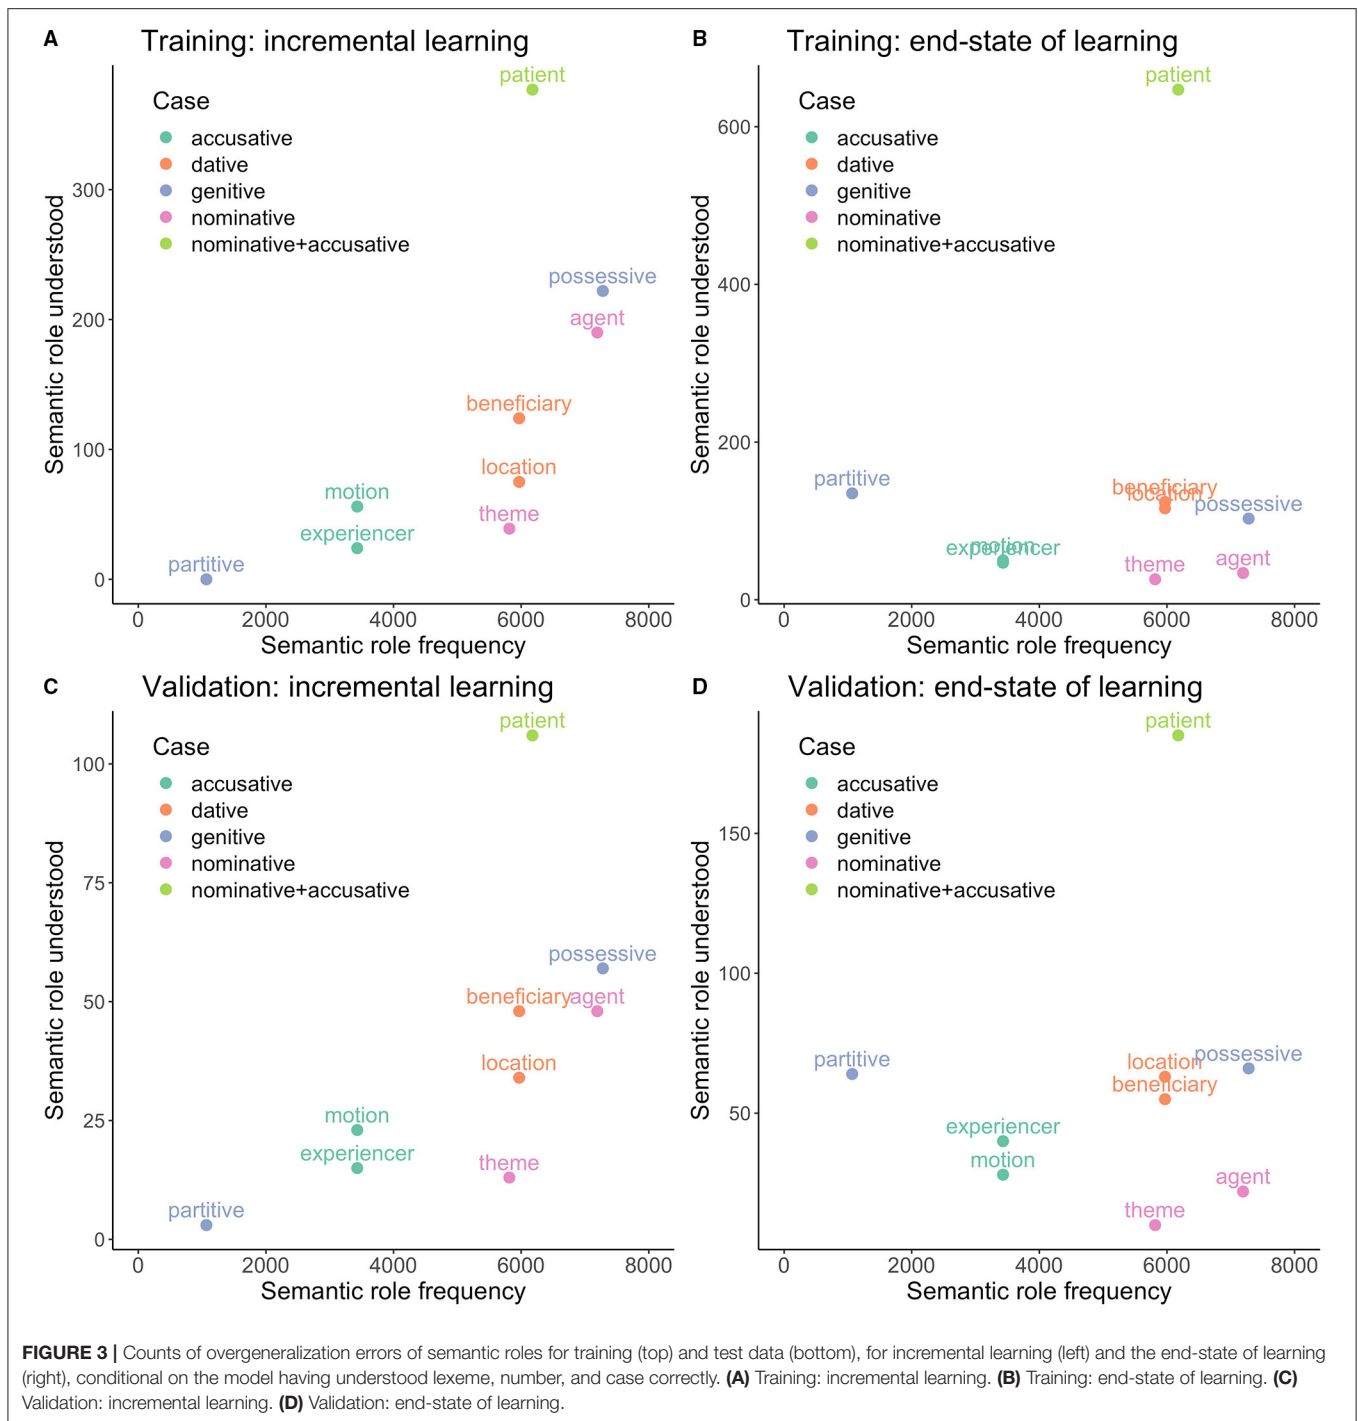 A
Training: incremental learning
patient
Case
accusative
dative
genitive
nominative
nominative+accusative
300
200
100
0
Semantic role understood
possessive
agent
beneficiary
location
motion
theme
experiencer
partitive
0 2000 4000 6000 8000
Semantic role frequency
B
Training: end-state of learning
patient
Case
accusative
dative
genitive
nominative
nominative+accusative
600
400
200
0
Semantic role understood
partitive
beneficiary
location
possessive
motion
experiencer
theme
agent
0 2000 4000 6000 8000
Semantic role frequency
C
Validation: incremental learning
patient
Case
accusative
dative
genitive
nominative
nominative+accusative
100
75
50
25
0
Semantic role understood
possessive
beneficiary
agent
location
motion
experiencer
theme
partitive
0 2000 4000 6000 8000
Semantic role frequency
D
Validation: end-state of learning
patient
Case
accusative
dative
genitive
nominative
nominative+accusative
150
100
50
Semantic role understood
partitive
location
possessive
beneficiary
experiencer
motion
agent
theme
0 2000 4000 6000 8000
Semantic role frequency
FIGURE 3 | Counts of overgeneralization errors of semantic roles for training (top) and test data (bottom), for incremental learning (left) and the end-state of learning
(right), conditional on the model having understood lexeme, number, and case correctly. (A) Training: incremental learning. (B) Training: end-state of learning. (C)
Validation: incremental learning. (D) Validation: end-state of learning.